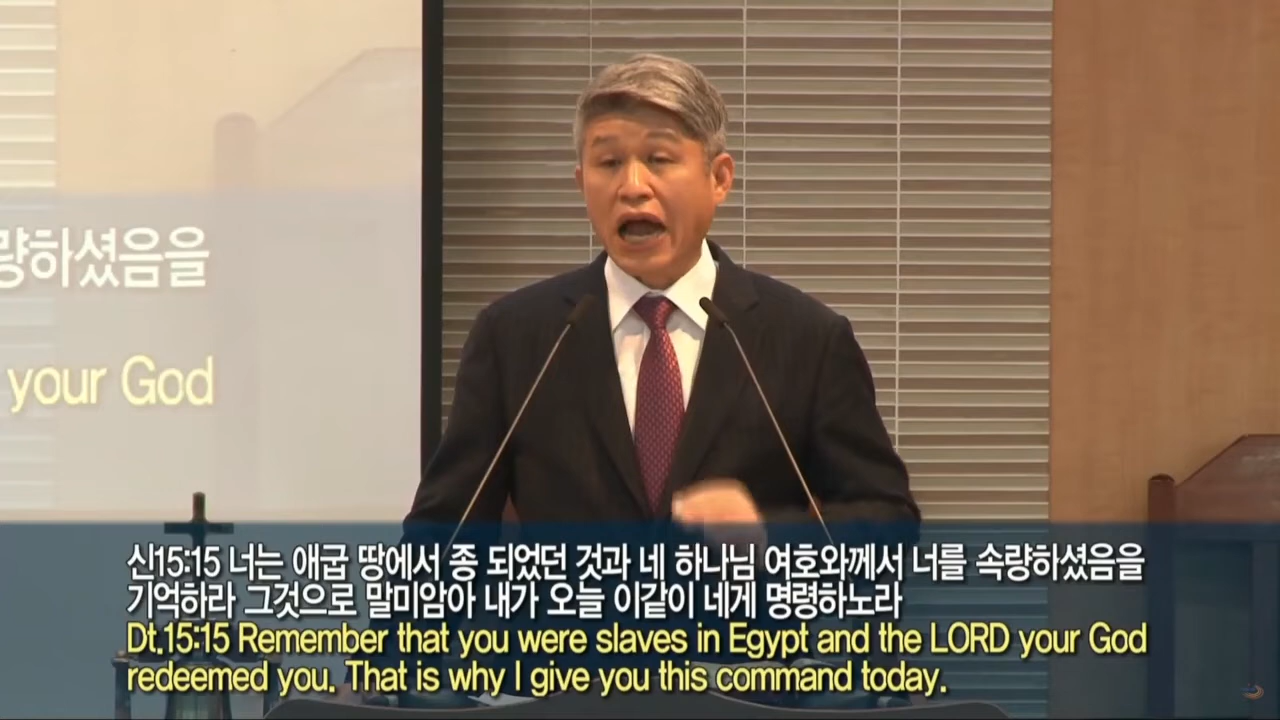 량하셨음을
your God
신15:15 너는 애굽 땅에서 종 되었던 것과 네 하나님 여호와께서 너를 속량하셨음을
기억하라 그것으로 말미암아 내가 오늘 이같이 네게 명령하노라
Dt.15:15 Remember that you were slaves in Egypt and the LORD your God
redeemed you. That is why I give you this command today.